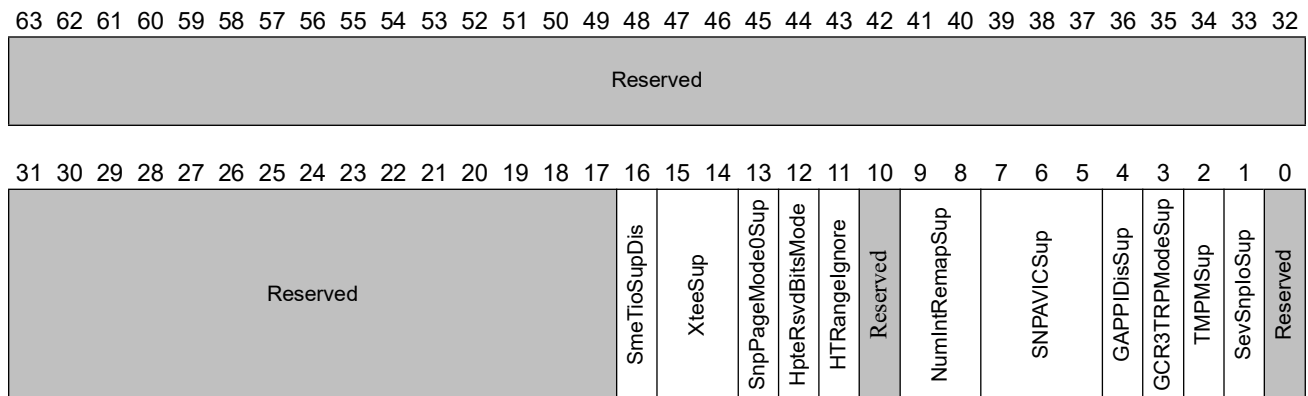 63 62 61 60 59 58 57 56 55 54 53 52 51 50 49 48 47 46 45 44 43 42 41 40 39 38 37 36 35 34 33 32
Reserved
31 30 29 28 27 26 25 24 23 22 21 20 19 18 17 16 15 14 13 12 11 10 9 8 7 6 5 4 3 2 1 0
Reserved
SmeTioSupDis
XteeSup
SnpPageMode0Sup
HpteRsvdBitsMode
HTRangeIgnore
Reserved
NumIntRemapSup
SNPAVICSup
GAPPIDisSup
GCR3TRPModeSup
TMPMSup
SevSnpIoSup
Reserved